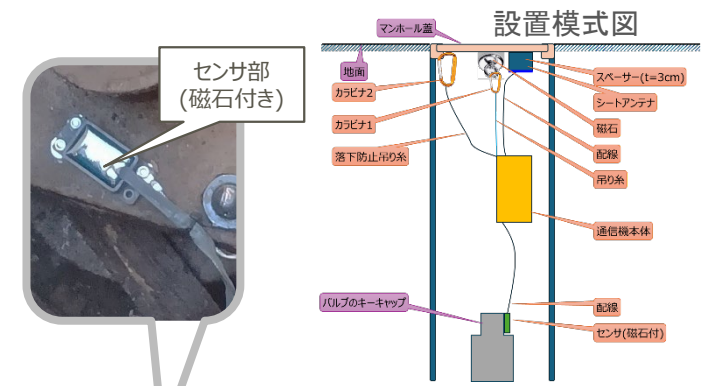 設置模式図
センサ部
(磁石付き)
マンホール蓋
地面
カラビナ2
カラビナ1
落下防止吊り糸
スペーサー(t=3cm)
シートアンテナ
磁石
配線
吊り糸
通信機本体
バルブのキーキャップ
配線
センサ(磁石付)